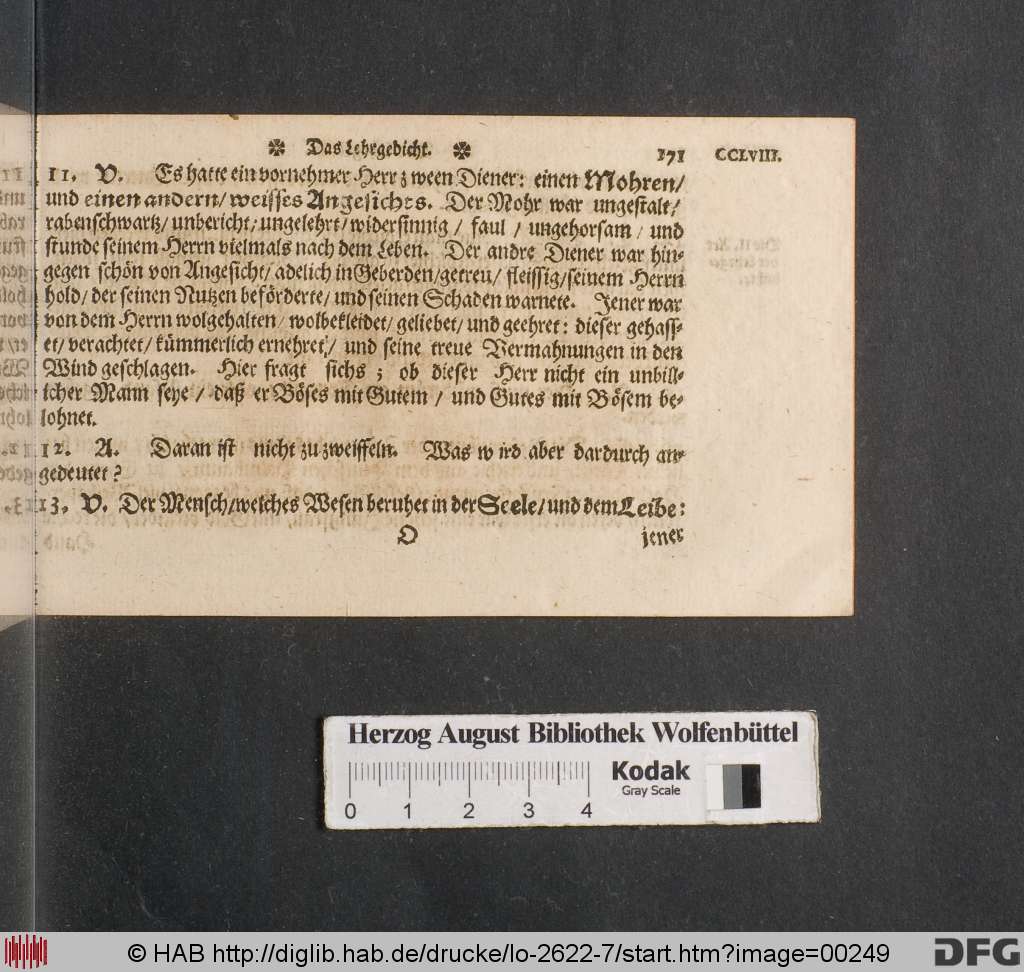 ✽ Das Lehrgedicht. ✽ 271 CCLVIII.
11. V. Es hatte ein vornehmer Herr zween Diener: einen Mohren/
und einen andern/ weisses Angesichts. Der Mohr war ungestalt/
rabenschwartz/ unbericht/ ungelehrt/ widersinnig / faul / ungehorsam / und
stunde seinem Herrn vielmals nach dem Leben. Der andre Diener war hin-
gegen schön von Angesicht/ adelich in Geberden/ getreu/ fleissig/ seinem Herrn
hold/ der seinen Nutzen beförderte/ und seinen Schaden warnete. Jener war
von dem Herrn wolgehalten/ wolbekleidet/ geliebet/ und geehret: dieser gehass-
et/ verachtet/ kümmerlich ernehret/ und seine treue Vermahnungen in den
Wind geschlagen. Hier fragt sichs ; ob dieser Herr nicht ein unbill-
icher Mann seye / daß er Böses mit Gutem / und Gutes mit Bösem be-
lohnet.
12. A. Daran ist nicht zu zweiffeln. Was wird aber dardurch an-
gedeutet?
13. V. Der Mensch/ welches Wesen beruhet in der Seele/ und dem Leibe:
O jener
Herzog August Bibliothek Wolfenbüttel
Kodak
Gray Scale
0 1 2 3 4
© HAB http://diglib.hab.de/drucke/lo-2622-7/start.htm?image=00249
DFG